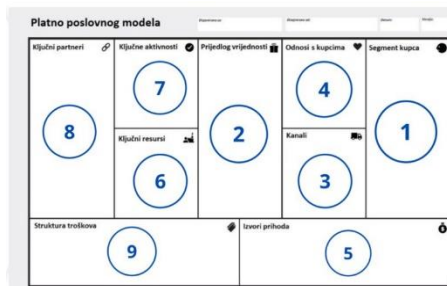 Platno poslovnog modela
Ključni partneri
8
Ključne aktivnosti
7
Ključni resursi
6
Prijedlog vrijednosti
2
Odnosi s kupcima
4
Kanali
3
Segment kupca
1
Struktura troškova
9
Izvori prihoda
5